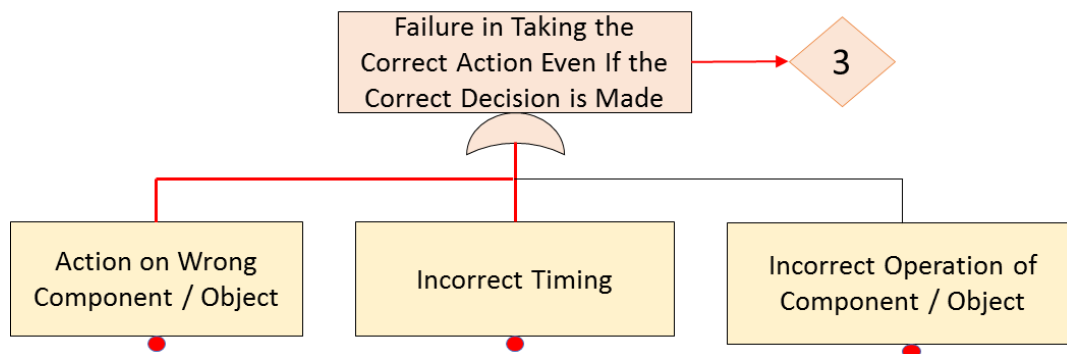 Failure in Taking the
Correct Action Even If the
Correct Decision is Made
3
Action on Wrong
Component / Object
Incorrect Timing
Incorrect Operation of
Component / Object